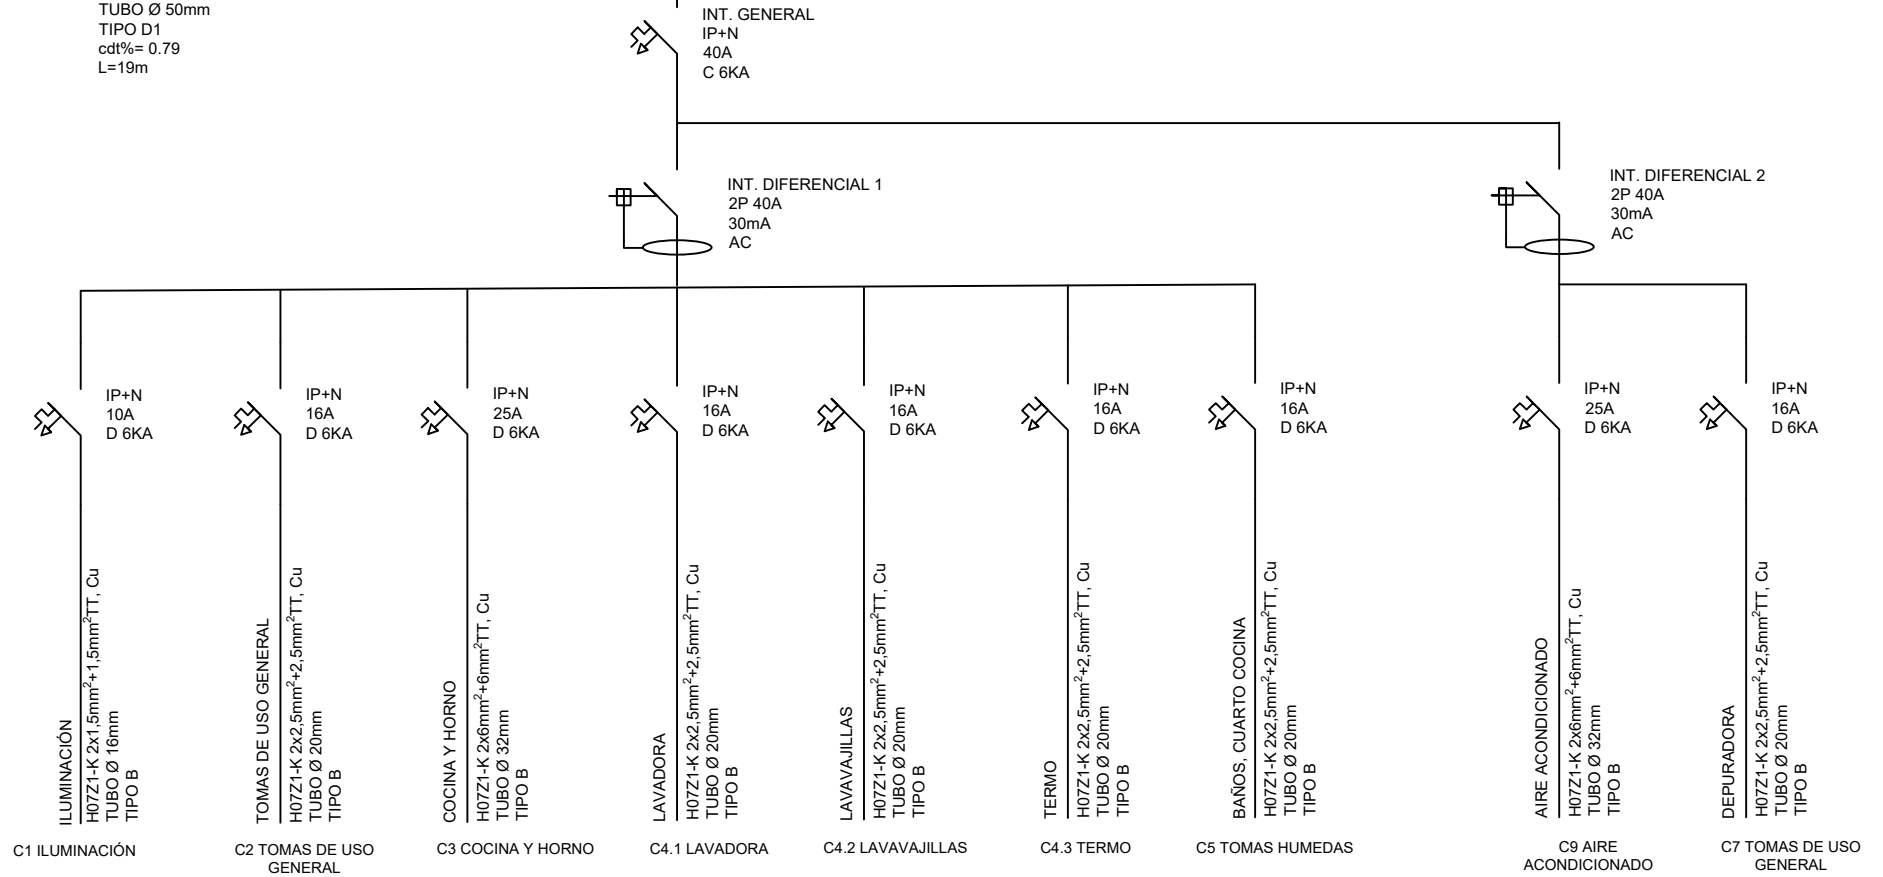 TUBO Ø 50mm
TIPO D1
cdt%= 0.79
L=19m
INT. GENERAL
IP+N
40A
C 6KA
INT. DIFERENCIAL 1
2P 40A
30mA
AC
INT. DIFERENCIAL 2
2P 40A
30mA
AC
IP+N
10A
D 6KA
IP+N
16A
D 6KA
IP+N
25A
D 6KA
IP+N
16A
D 6KA
IP+N
16A
D 6KA
IP+N
16A
D 6KA
IP+N
16A
D 6KA
IP+N
25A
D 6KA
IP+N
16A
D 6KA
ILUMINACIÓN
H07Z1-K 2x1,5mm²+1,5mm²TT, Cu
TUBO Ø 16mm
TIPO B
TOMAS DE USO GENERAL
H07Z1-K 2x2,5mm²+2,5mm²TT, Cu
TUBO Ø 20mm
TIPO B
COCINA Y HORNO
H07Z1-K 2x6mm²+6mm²TT, Cu
TUBO Ø 32mm
TIPO B
LAVADORA
H07Z1-K 2x2,5mm²+2,5mm²TT, Cu
TUBO Ø 20mm
TIPO B
LAVAVAJILLAS
H07Z1-K 2x2,5mm²+2,5mm²TT, Cu
TUBO Ø 20mm
TIPO B
TERMO
H07Z1-K 2x2,5mm²+2,5mm²TT, Cu
TUBO Ø 20mm
TIPO B
BAÑOS, CUARTO COCINA
H07Z1-K 2x2,5mm²+2,5mm²TT, Cu
TUBO Ø 20mm
TIPO B
AIRE ACONDICIONADO
H07Z1-K 2x6mm²+6mm²TT, Cu
TUBO Ø 32mm
TIPO B
DEPURADORA
H07Z1-K 2x2,5mm²+2,5mm²TT, Cu
TUBO Ø 20mm
TIPO B
C1 ILUMINACIÓN
C2 TOMAS DE USO
GENERAL
C3 COCINA Y HORNO
C4.1 LAVADORA
C4.2 LAVAVAJILLAS
C4.3 TERMO
C5 TOMAS HUMEDAS
C9 AIRE
ACONDICIONADO
C7 TOMAS DE USO
GENERAL